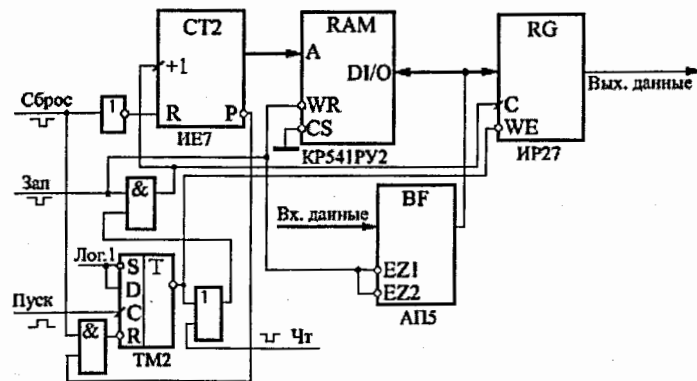 CT2
+1
R
P
ИЕ7
RAM
A
DI/O
WR
CS
КР541РУ2
RG
C
WE
ИР27
Вых. данные
Сброс
1
Зап
&
Вх. данные
BF
EZ1
EZ2
АП5
Лог.1
S
T
D
C
R
ТМ2
Пуск
&
1
Чт